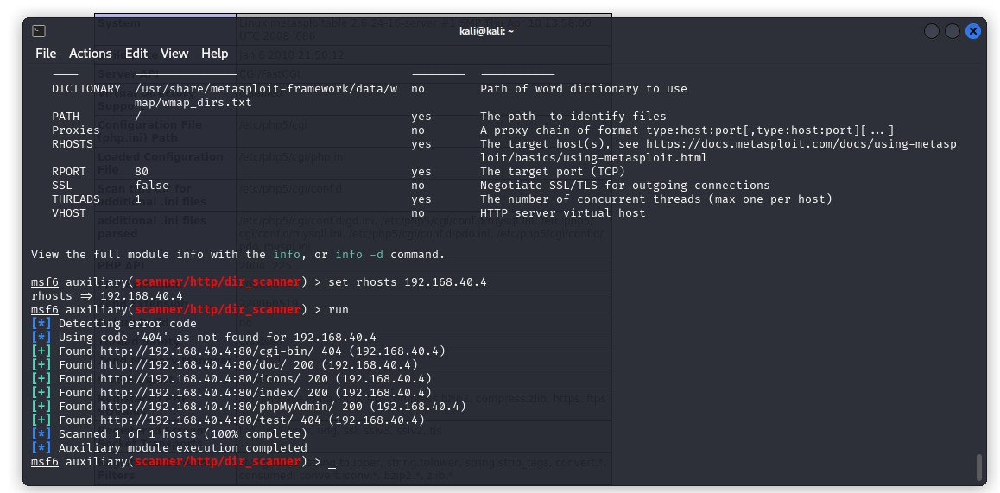 kali@kali: ~
File Actions Edit View Help
DICTIONARY /usr/share/metasploit-framework/data/w no Path of word dictionary to use
map/wmap_dirs.txt
PATH / yes The path to identify files
Proxies no A proxy chain of format type:host:port[,type:host:port][...]
RHOSTS yes The target host(s), see https://docs.metasploit.com/docs/using-metasp
loit/basics/using-metasploit.html
RPORT 80 yes The target port (TCP)
SSL false no Negotiate SSL/TLS for outgoing connections
THREADS 1 yes The number of concurrent threads (max one per host)
VHOST no HTTP server virtual host
View the full module info with the info, or info -d command.
msf6 auxiliary(scanner/http/dir_scanner) > set rhosts 192.168.40.4
rhosts => 192.168.40.4
msf6 auxiliary(scanner/http/dir_scanner) > run
[*] Detecting error code
[*] Using code '404' as not found for 192.168.40.4
[+] Found http://192.168.40.4:80/cgi-bin/ 404 (192.168.40.4)
[+] Found http://192.168.40.4:80/doc/ 200 (192.168.40.4)
[+] Found http://192.168.40.4:80/icons/ 200 (192.168.40.4)
[+] Found http://192.168.40.4:80/index/ 200 (192.168.40.4)
[+] Found http://192.168.40.4:80/phpMyAdmin/ 200 (192.168.40.4)
[+] Found http://192.168.40.4:80/test/ 404 (192.168.40.4)
[*] Scanned 1 of 1 hosts (100% complete)
[*] Auxiliary module execution completed
msf6 auxiliary(scanner/http/dir_scanner) > _